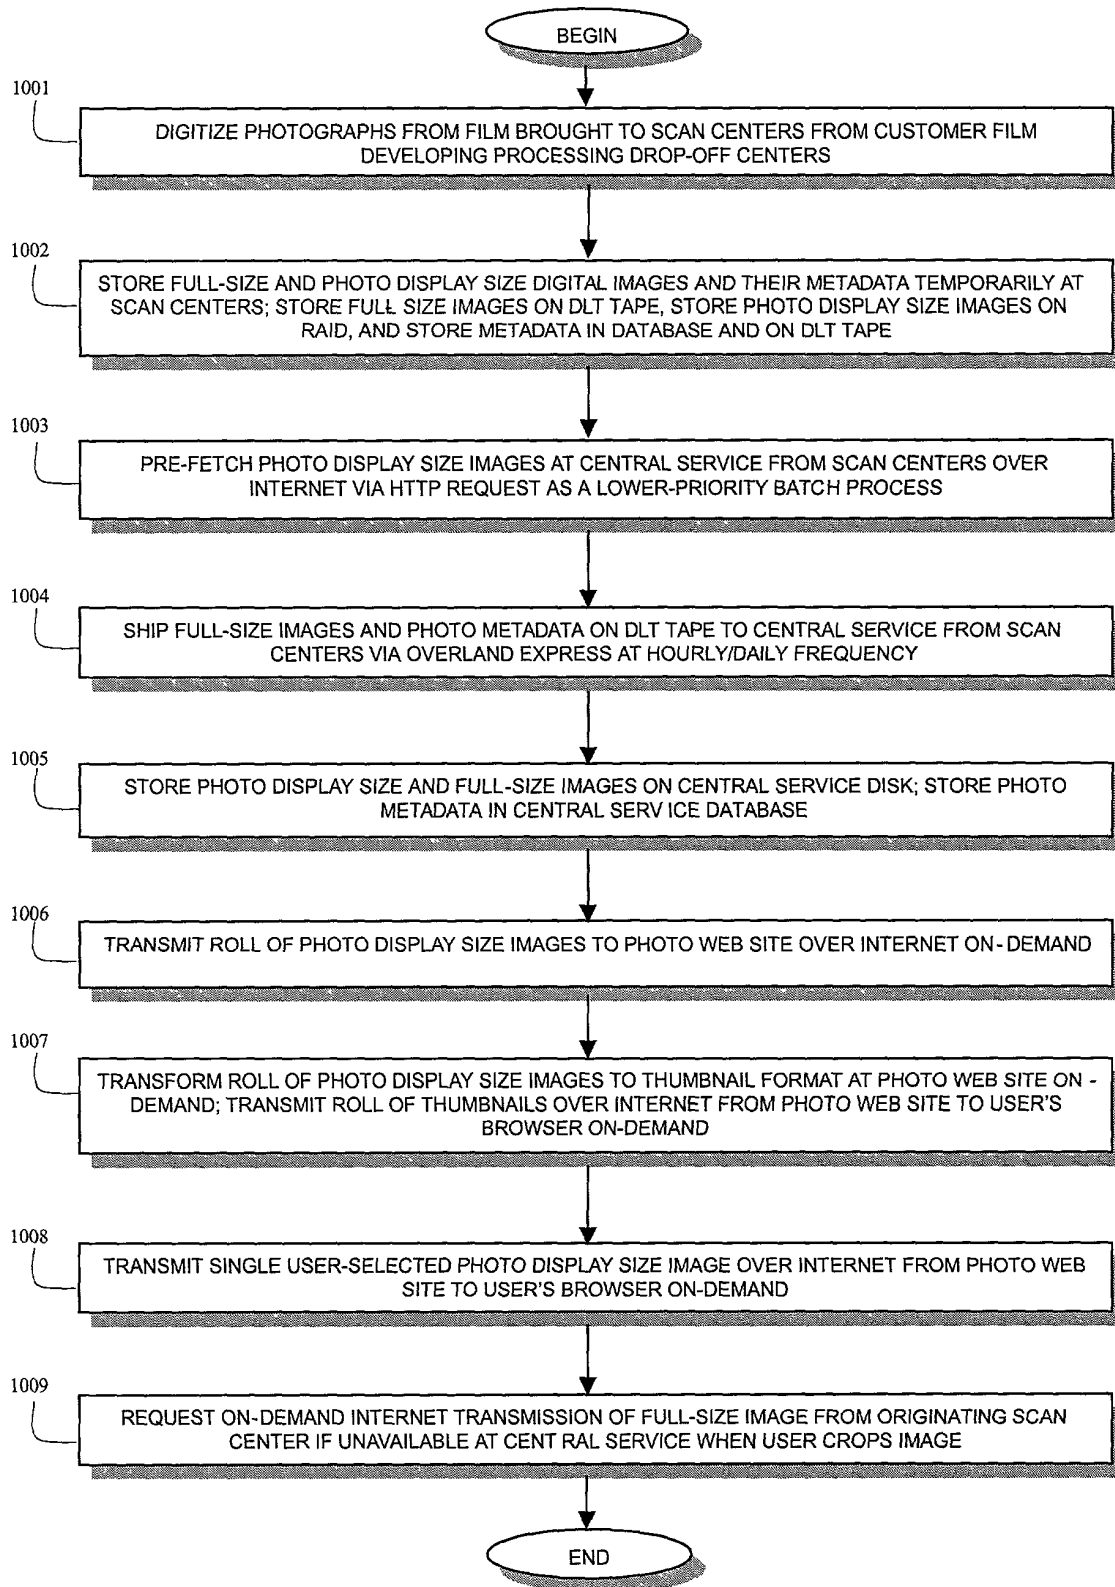 BEGIN
1001
DIGITIZE PHOTOGRAPHS FROM FILM BROUGHT TO SCAN CENTERS FROM CUSTOMER FILM
DEVELOPING PROCESSING DROP-OFF CENTERS
1002
STORE FULL-SIZE AND PHOTO DISPLAY SIZE DIGITAL IMAGES AND THEIR METADATA TEMPORARILY AT
SCAN CENTERS; STORE FULL SIZE IMAGES ON DLT TAPE, STORE PHOTO DISPLAY SIZE IMAGES ON
RAID, AND STORE METADATA IN DATABASE AND ON DLT TAPE
1003
PRE-FETCH PHOTO DISPLAY SIZE IMAGES AT CENTRAL SERVICE FROM SCAN CENTERS OVER
INTERNET VIA HTTP REQUEST AS A LOWER-PRIORITY BATCH PROCESS
1004
SHIP FULL-SIZE IMAGES AND PHOTO METADATA ON DLT TAPE TO CENTRAL SERVICE FROM SCAN
CENTERS VIA OVERLAND EXPRESS AT HOURLY/DAILY FREQUENCY
1005
STORE PHOTO DISPLAY SIZE AND FULL-SIZE IMAGES ON CENTRAL SERVICE DISK; STORE PHOTO
METADATA IN CENTRAL SERVICE DATABASE
1006
TRANSMIT ROLL OF PHOTO DISPLAY SIZE IMAGES TO PHOTO WEB SITE OVER INTERNET ON-DEMAND
1007
TRANSFORM ROLL OF PHOTO DISPLAY SIZE IMAGES TO THUMBNAIL FORMAT AT PHOTO WEB SITE ON -
DEMAND; TRANSMIT ROLL OF THUMBNAILS OVER INTERNET FROM PHOTO WEB SITE TO USER'S
BROWSER ON-DEMAND
1008
TRANSMIT SINGLE USER-SELECTED PHOTO DISPLAY SIZE IMAGE OVER INTERNET FROM PHOTO WEB
SITE TO USER'S BROWSER ON-DEMAND
1009
REQUEST ON-DEMAND INTERNET TRANSMISSION OF FULL-SIZE IMAGE FROM ORIGINATING SCAN
CENTER IF UNAVAILABLE AT CENT RAL SERVICE WHEN USER CROPS IMAGE
END